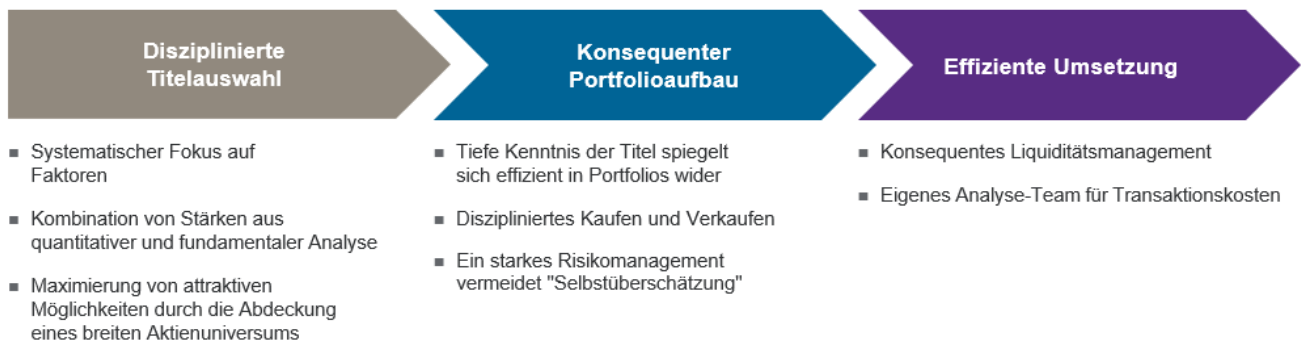 Disziplinierte
Titelauswahl
Konsequenter
Portfolioaufbau
Effiziente Umsetzung
Systematischer Fokus auf
Faktoren
Kombination von Stärken aus
quantitativer und fundamentaler Analyse
Maximierung von attraktiven
Möglichkeiten durch die Abdeckung
eines breiten Aktienuniversums
Tiefe Kenntnis der Titel spiegelt
sich effizient in Portfolios wider
Diszipliniertes Kaufen und Verkaufen
Ein starkes Risikomanagement
vermeidet "Selbstüberschätzung"
Konsequentes Liquiditätsmanagement
Eigenes Analyse-Team für Transaktionskosten